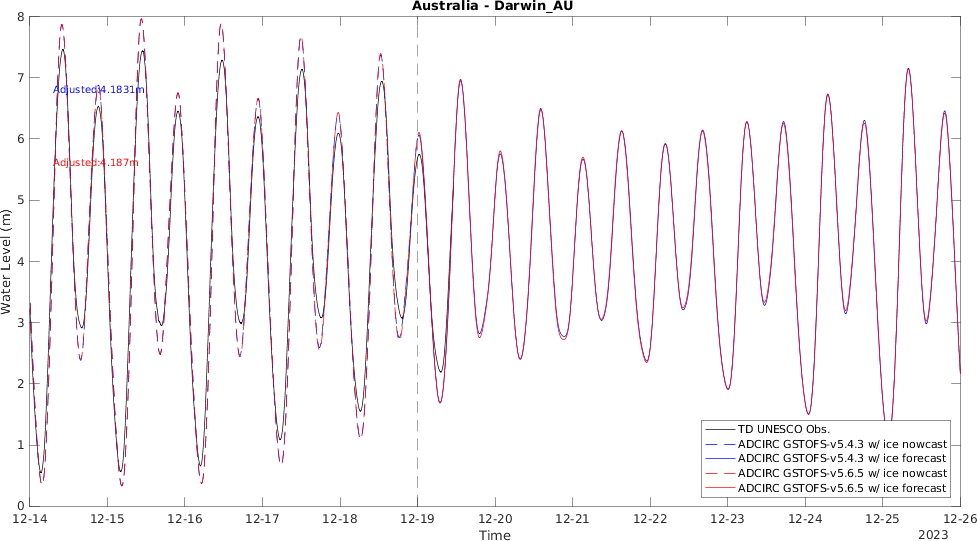 Australia - Darwin_AU
8
7
Adjusted:4.1831m
6
Adjusted:4.187m
5
4
3
2
1
0
Water Level (m)
TD UNESCO Obs.
ADCIRC GSTOFS-v5.4.3 w/ ice nowcast
ADCIRC GSTOFS-v5.4.3 w/ ice forecast
ADCIRC GSTOFS-v5.6.5 w/ ice nowcast
ADCIRC GSTOFS-v5.6.5 w/ ice forecast
12-14 12-15 12-16 12-17 12-18 12-19 12-20 12-21 12-22 12-23 12-24 12-25 12-26
Time
2023